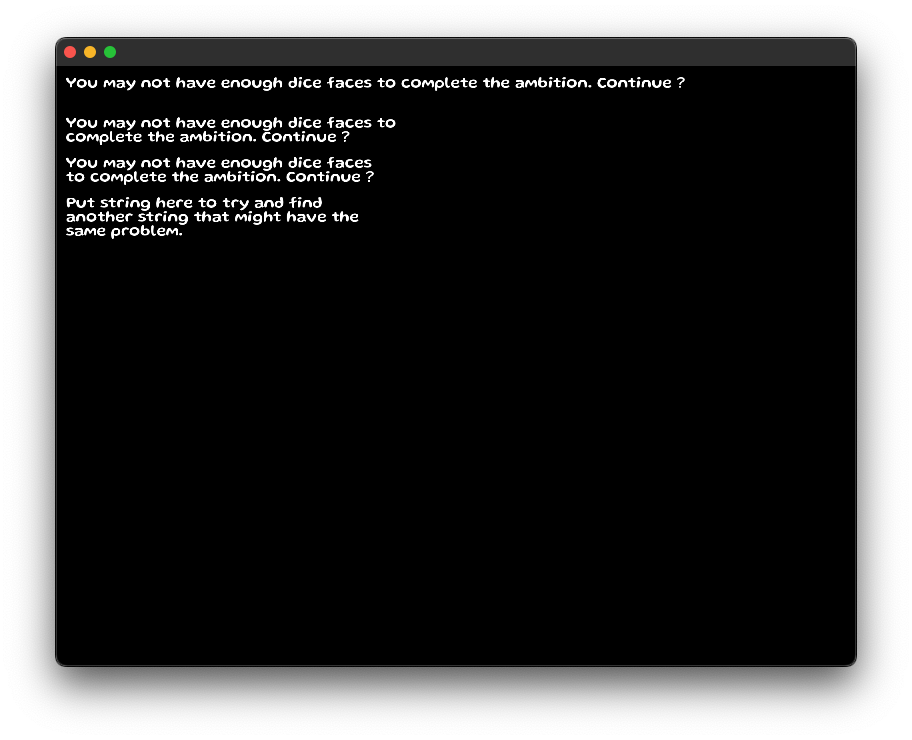 You may not have enough dice faces to complete the ambition. Continue ?
You may not have enough dice faces to
complete the ambition. Continue ?
You may not have enough dice faces
to complete the ambition. Continue ?
Put string here to try and find
another string that might have the
same problem.